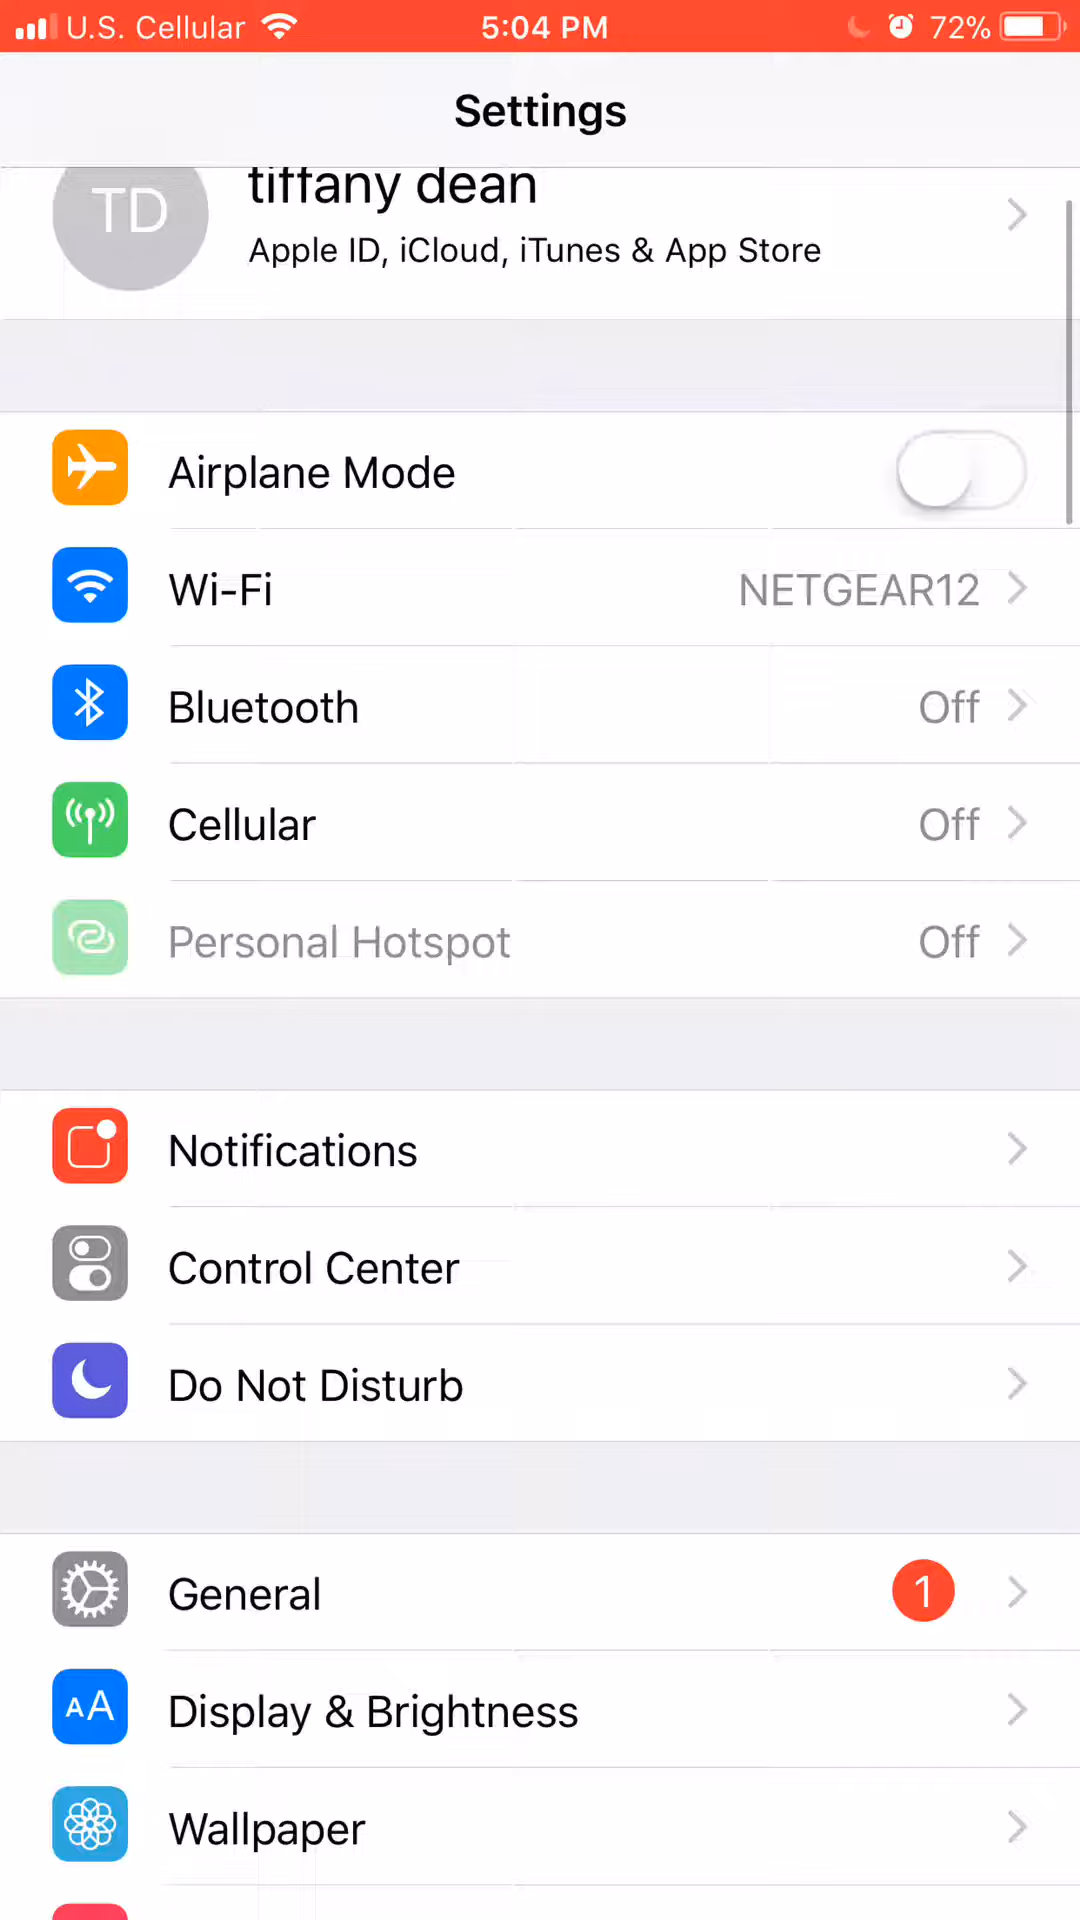 U.S. Cellular 5:04 PM 72%
Settings
TD tiffany dean
Apple ID, iCloud, iTunes & App Store
Airplane Mode
Wi-Fi NETGEAR12
Bluetooth Off
Cellular Off
Personal Hotspot Off
Notifications
Control Center
Do Not Disturb
General 1
AA Display & Brightness
Wallpaper